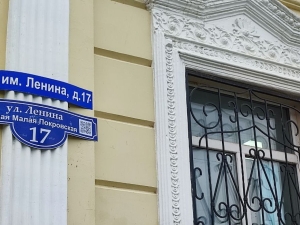 им. Ленина, д.17
ул. Ленина
ая Малая Покровская
17